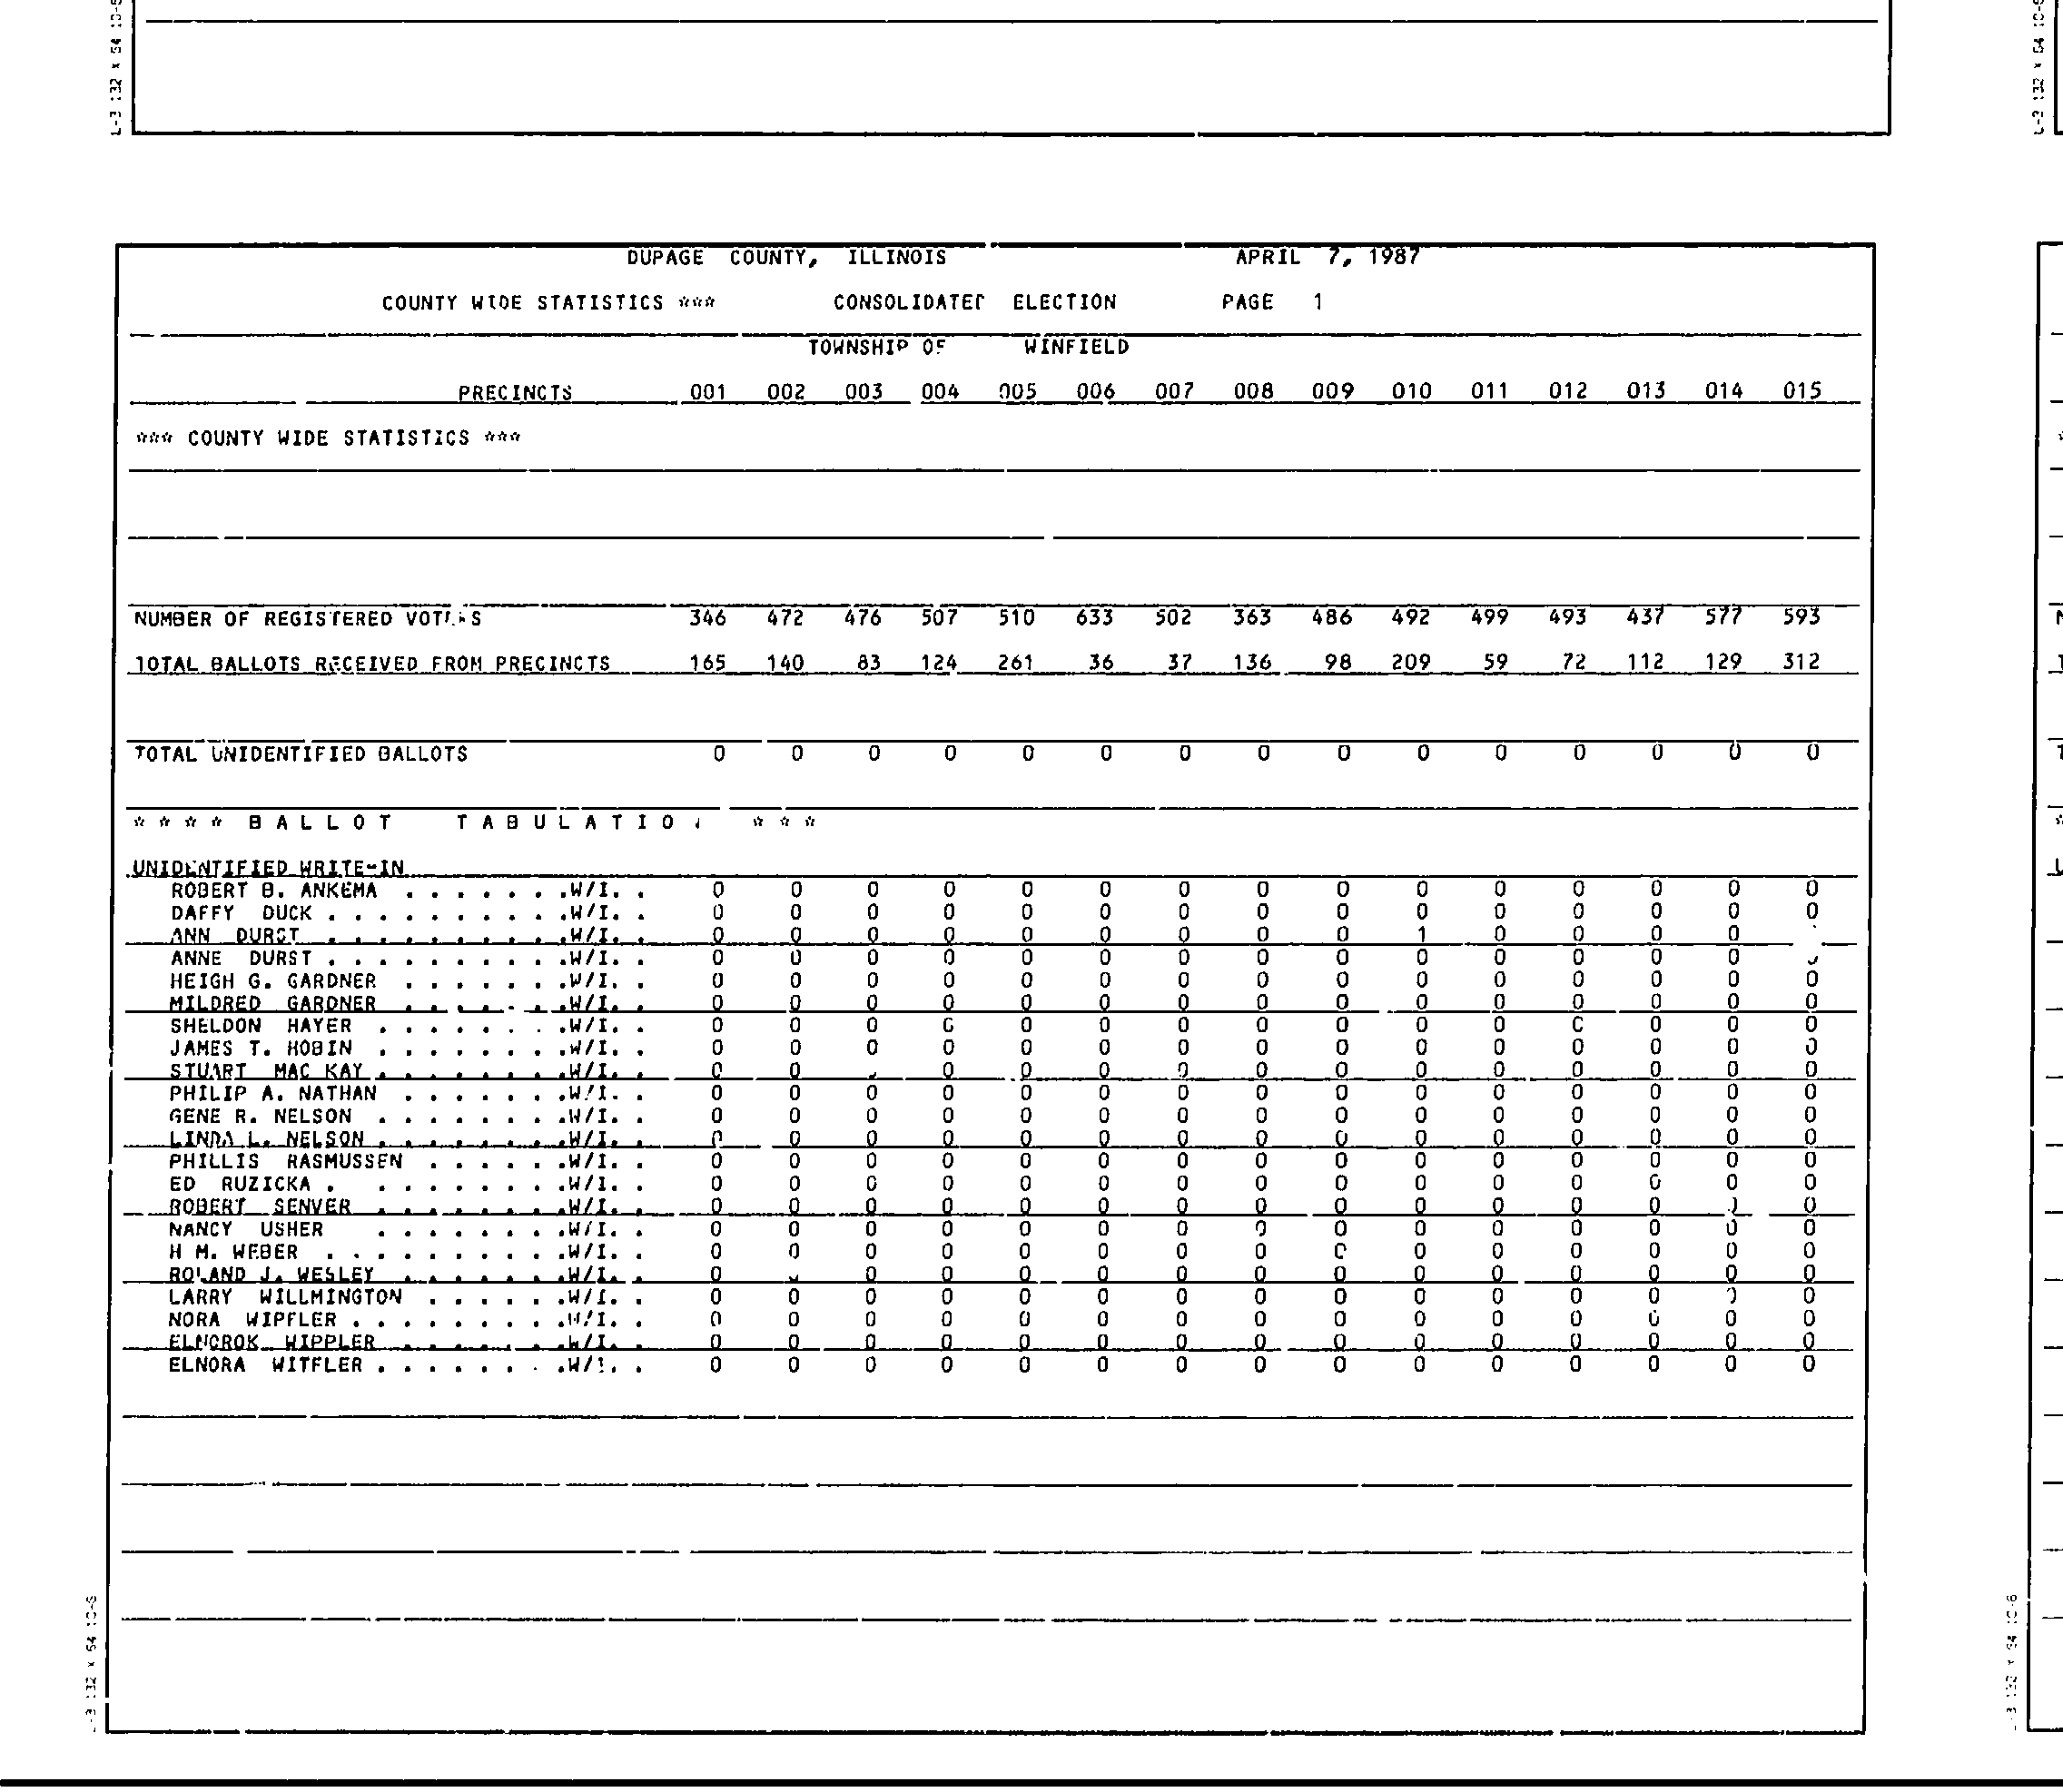 L-3 132 x 64 10-6
DUPAGE COUNTY, ILLINOIS APRIL 7, 1987
COUNTY WIDE STATISTICS *** CONSOLIDATED ELECTION PAGE 1
TOWNSHIP OF WINFIELD
PRECINCTS 001 002 003 004 005 006 007 008 009 010 011 012 013 014 015
*** COUNTY WIDE STATISTICS ***
NUMBER OF REGISTERED VOTERS 346 472 476 507 510 633 502 363 486 492 499 493 437 577 593
TOTAL BALLOTS RECEIVED FROM PRECINCTS 165 140 83 124 261 36 37 136 98 209 59 72 112 129 312
TOTAL UNIDENTIFIED BALLOTS 0 0 0 0 0 0 0 0 0 0 0 0 0 0 0
* * * * B A L L O T T A B U L A T I O N * * *
UNIDENTIFIED WRITE-IN
ROBERT B. ANKEMA . . . . . . .W/I. . 0 0 0 0 0 0 0 0 0 0 0 0 0 0 0
DAFFY DUCK . . . . . . . . . .W/I. . 0 0 0 0 0 0 0 0 0 0 0 0 0 0 0
ANN DURST . . . . . . . . . .W/I. . 0 0 0 0 0 0 0 0 0 1 0 0 0 0
ANNE DURST . . . . . . . . . .W/I. . 0 0 0 0 0 0 0 0 0 0 0 0 0 0
HEIGH G. GARDNER . . . . . . .W/I. . 0 0 0 0 0 0 0 0 0 0 0 0 0 0 0
MILDRED GARDNER . . . . . . .W/I. . 0 0 0 0 0 0 0 0 0 0 0 0 0 0 0
SHELDON HAYER . . . . . . . .W/I. . 0 0 0 0 0 0 0 0 0 0 0 0 0 0 0
JAMES T. HOBIN . . . . . . . .W/I. . 0 0 0 0 0 0 0 0 0 0 0 0 0 0 0
STUART MAC KAY . . . . . . . .W/I. . 0 0 0 0 0 0 0 0 0 0 0 0 0 0
PHILIP A. NATHAN . . . . . . .W/I. . 0 0 0 0 0 0 0 0 0 0 0 0 0 0 0
GENE R. NELSON . . . . . . . .W/I. . 0 0 0 0 0 0 0 0 0 0 0 0 0 0 0
LINDA L. NELSON . . . . . . . .W/I. . 0 0 0 0 0 0 0 0 0 0 0 0 0 0 0
PHILLIS RASMUSSEN . . . . . .W/I. . 0 0 0 0 0 0 0 0 0 0 0 0 0 0 0
ED RUZICKA . . . . . . . . .W/I. . 0 0 0 0 0 0 0 0 0 0 0 0 0 0 0
ROBERT SENVER . . . . . . . .W/I. . 0 0 0 0 0 0 0 0 0 0 0 0 0 0 0
NANCY USHER . . . . . . . .W/I. . 0 0 0 0 0 0 0 0 0 0 0 0 0 0 0
H M. WEBER . . . . . . . . . .W/I. . 0 0 0 0 0 0 0 0 0 0 0 0 0 0 0
ROLAND J. WESLEY . . . . . . .W/I. . 0 0 0 0 0 0 0 0 0 0 0 0 0 0
LARRY WILLMINGTON . . . . . .W/I. . 0 0 0 0 0 0 0 0 0 0 0 0 0 0 0
NORA WIPFLER . . . . . . . . .W/I. . 0 0 0 0 0 0 0 0 0 0 0 0 0 0 0
ELNOROK WIPPLER . . . . . . .W/I. . 0 0 0 0 0 0 0 0 0 0 0 0 0 0 0
ELNORA WITFLER . . . . . . . .W/I. . 0 0 0 0 0 0 0 0 0 0 0 0 0 0 0
L-3 132 x 64 10-6